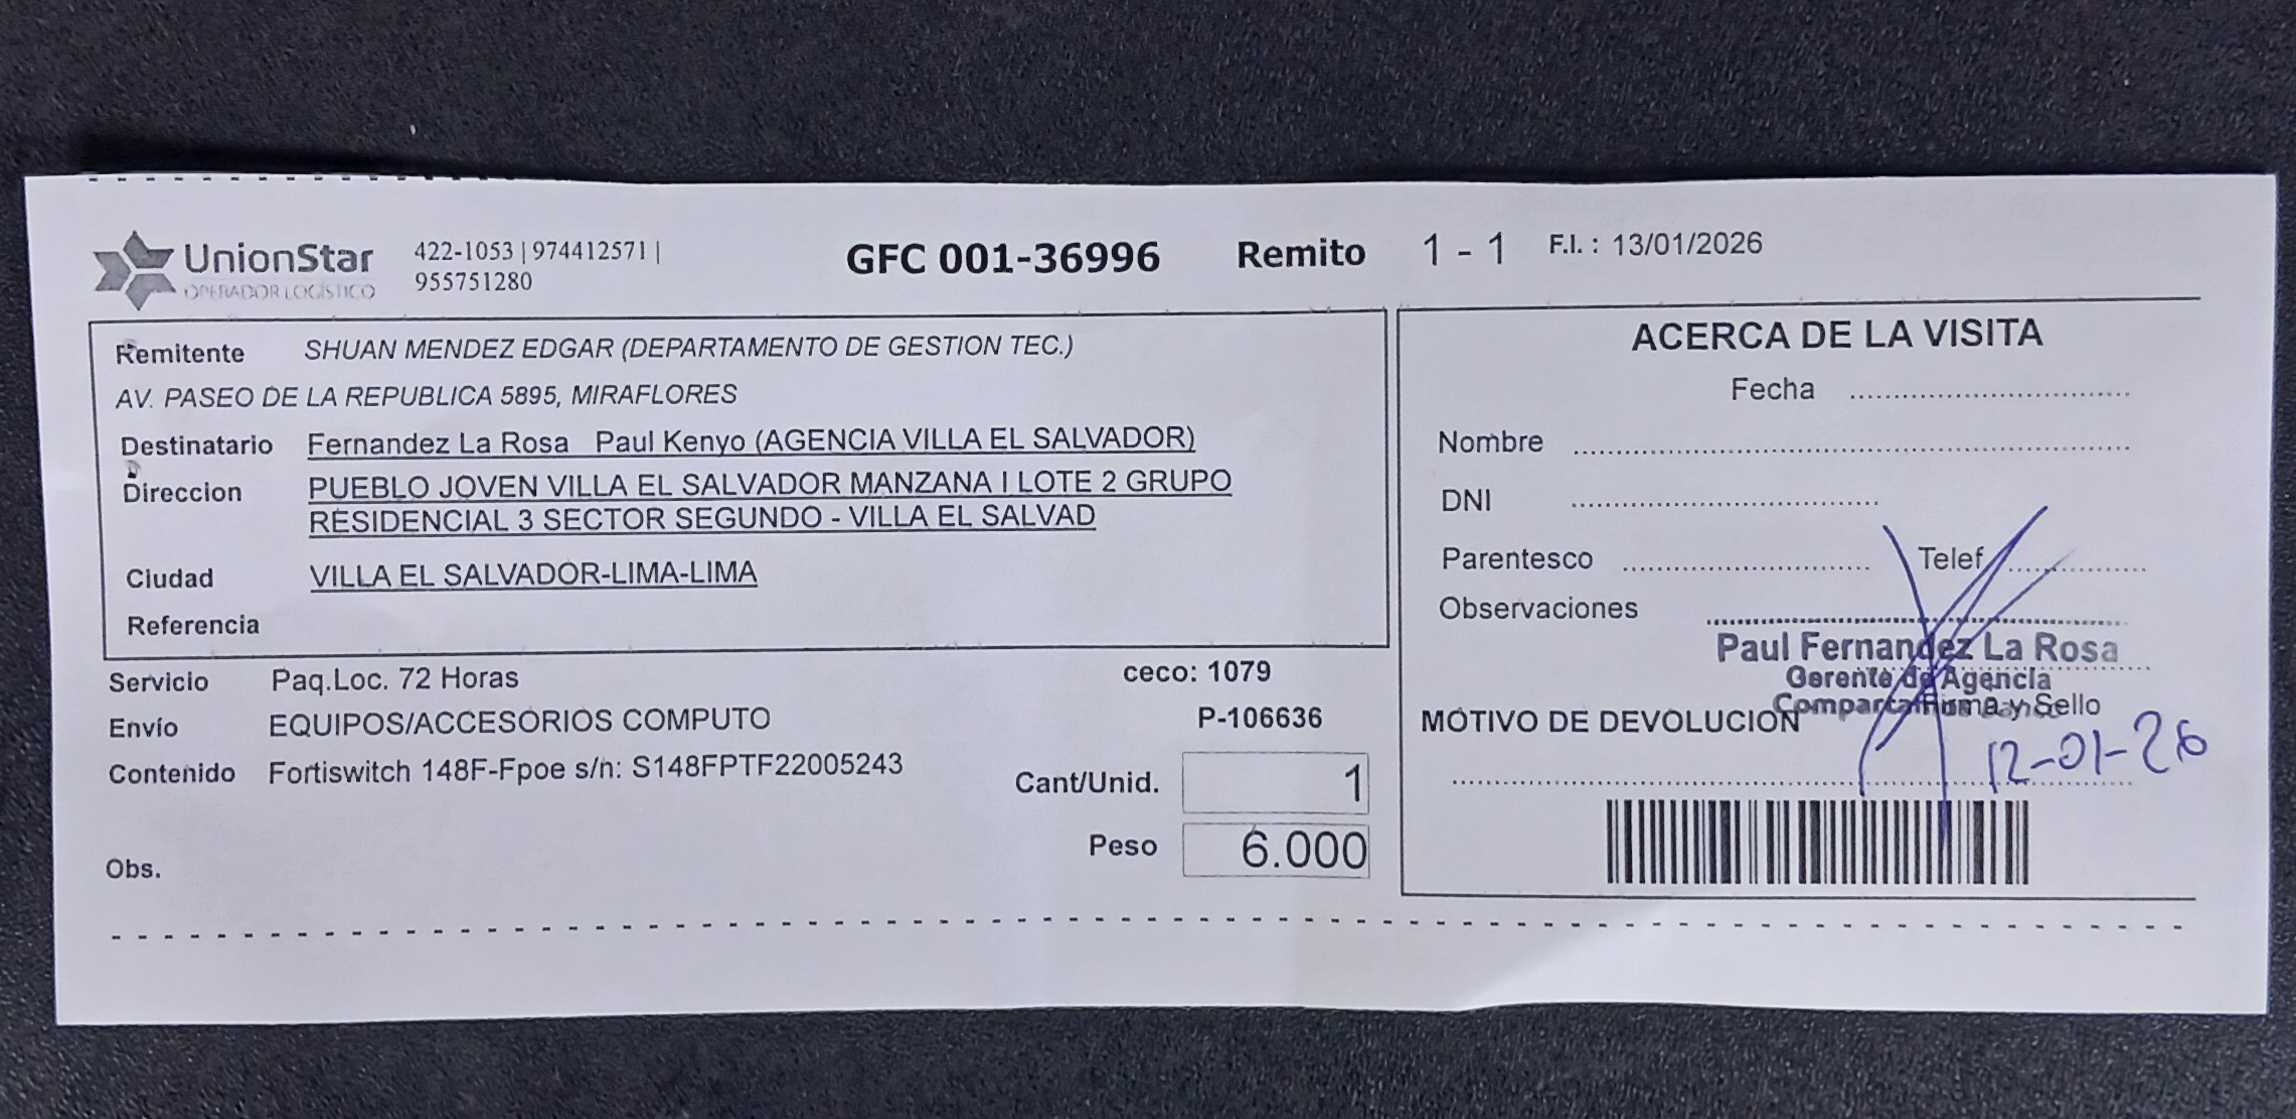 UnionStar
OPERADOR LOGÍSTICO
422-1053 | 974412571 |
955751280
GFC 001-36996 Remito 1 - 1 F.I. : 13/01/2026
Remitente SHUAN MENDEZ EDGAR (DEPARTAMENTO DE GESTION TEC.)
AV. PASEO DE LA REPUBLICA 5895, MIRAFLORES
Destinatario Fernandez La Rosa Paul Kenyo (AGENCIA VILLA EL SALVADOR)
Direccion PUEBLO JOVEN VILLA EL SALVADOR MANZANA I LOTE 2 GRUPO
RESIDENCIAL 3 SECTOR SEGUNDO - VILLA EL SALVAD
Ciudad VILLA EL SALVADOR-LIMA-LIMA
Referencia
Servicio Paq.Loc. 72 Horas ceco: 1079
Envío EQUIPOS/ACCESORIOS COMPUTO P-106636
Contenido Fortiswitch 148F-Fpoe s/n: S148FPTF22005243
Cant/Unid. 1
Peso 6.000
Obs.
ACERCA DE LA VISITA
Fecha
Nombre
DNI
Parentesco Telef
Observaciones
Paul Fernandez La Rosa
Gerente de Agencia
Firma y Sello
MOTIVO DE DEVOLUCION
12-01-26